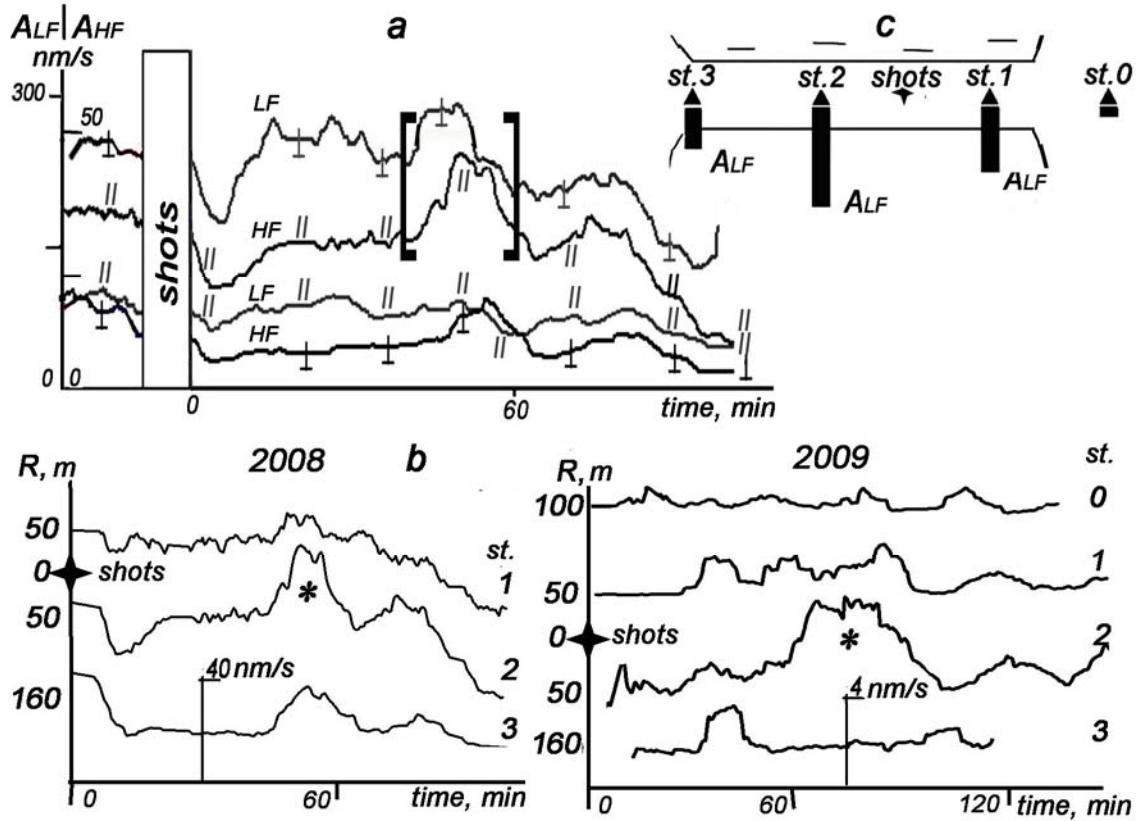 ALF | AHF a
nm/s
300
50
0 0
shots
LF
HF
LF
HF
0 60 time, min
c
st.3 st.2 shots st.1 st.0
ALF
ALF
ALF
R, m 2008 b
50
0 shots
50
160
40 nm/s
st.
1
2
3
0 60 time, min
R, m 2009 st.
100 0
50 1
0 shots
50 2
4 nm/s
160 3
0 60 120 time, min